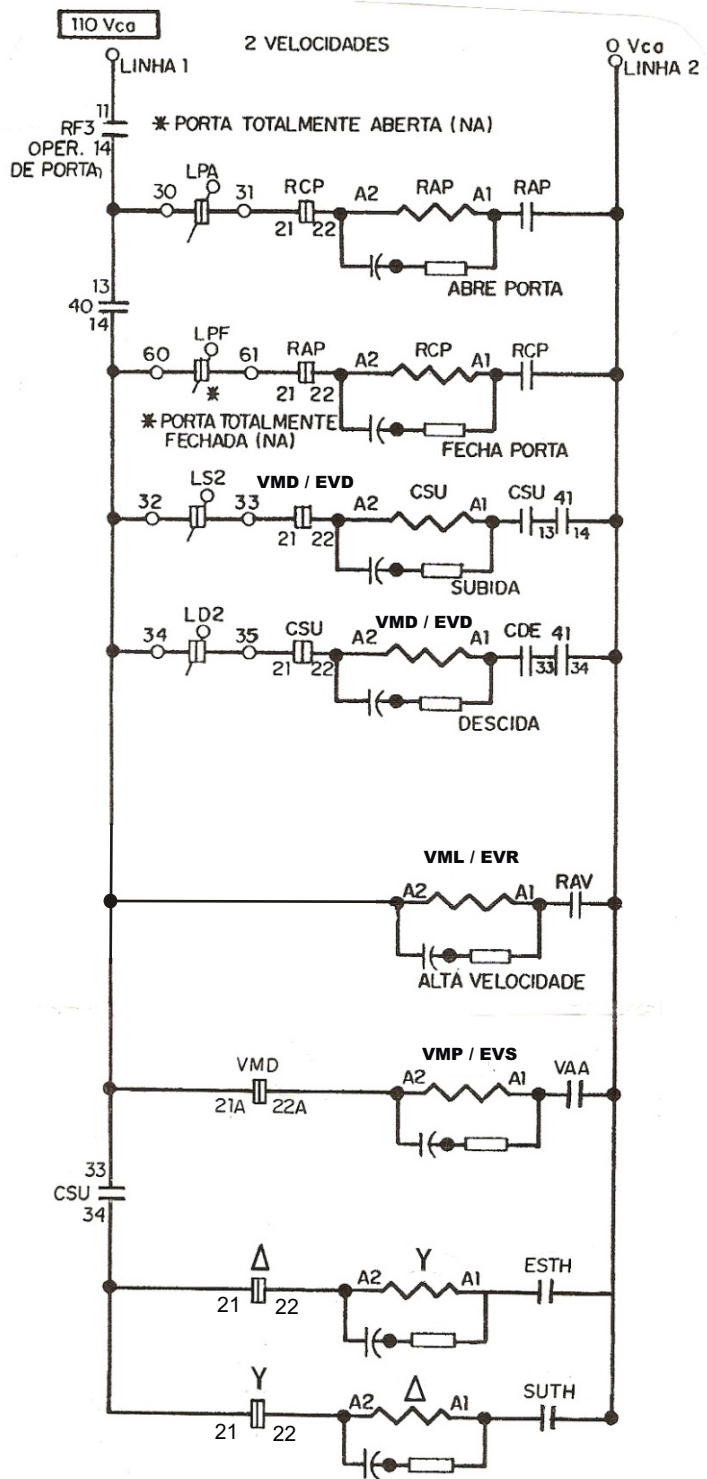 110 Vca
2 VELOCIDADES
0 Vca
LINHA 1
LINHA 2
11
RF3
* PORTA TOTALMENTE ABERTA (NA)
OPER. 14
DE PORTA
LPA
30 31 RCP A2 RAP A1 RAP
21 22
ABRE PORTA
13
40
14
LPF
60 61 RAP A2 RCP A1 RCP
*
21 22
* PORTA TOTALMENTE
FECHADA (NA)
FECHA PORTA
LS2 VMD / EVD
32 33 A2 CSU A1 CSU 41
21 22 13 14
SUBIDA
LD2 VMD / EVD
34 35 CSU A2 A1 CDE 41
21 22 33 34
DESCIDA
VML / EVR
A2 A1 RAV
ALTA VELOCIDADE
VMP / EVS
VMD A2 A1 VAA
21A 22A
33
CSU
34
Δ Y
A2 A1 ESTH
21 22
Y Δ
A2 A1 SUTH
21 22